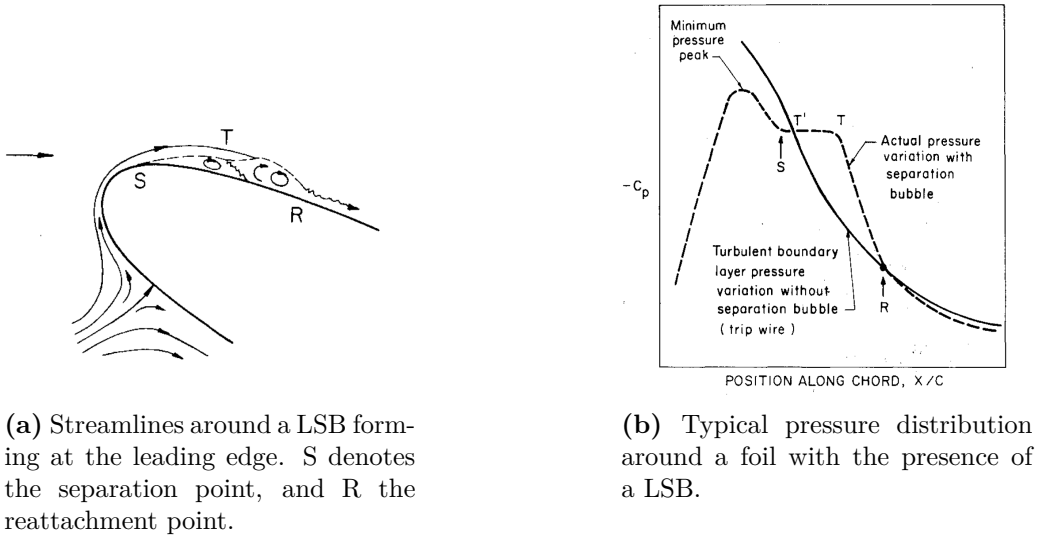 T
S
R
Minimum
pressure
peak
T'
T
S
Actual pressure
variation with
separation
bubble
-Cp
Turbulent boundary
layer pressure
variation without
separation bubble
( trip wire )
R
POSITION ALONG CHORD, X/C
(a) Streamlines around a LSB form-
ing at the leading edge. S denotes
the separation point, and R the
reattachment point.
(b) Typical pressure distribution
around a foil with the presence of
a LSB.